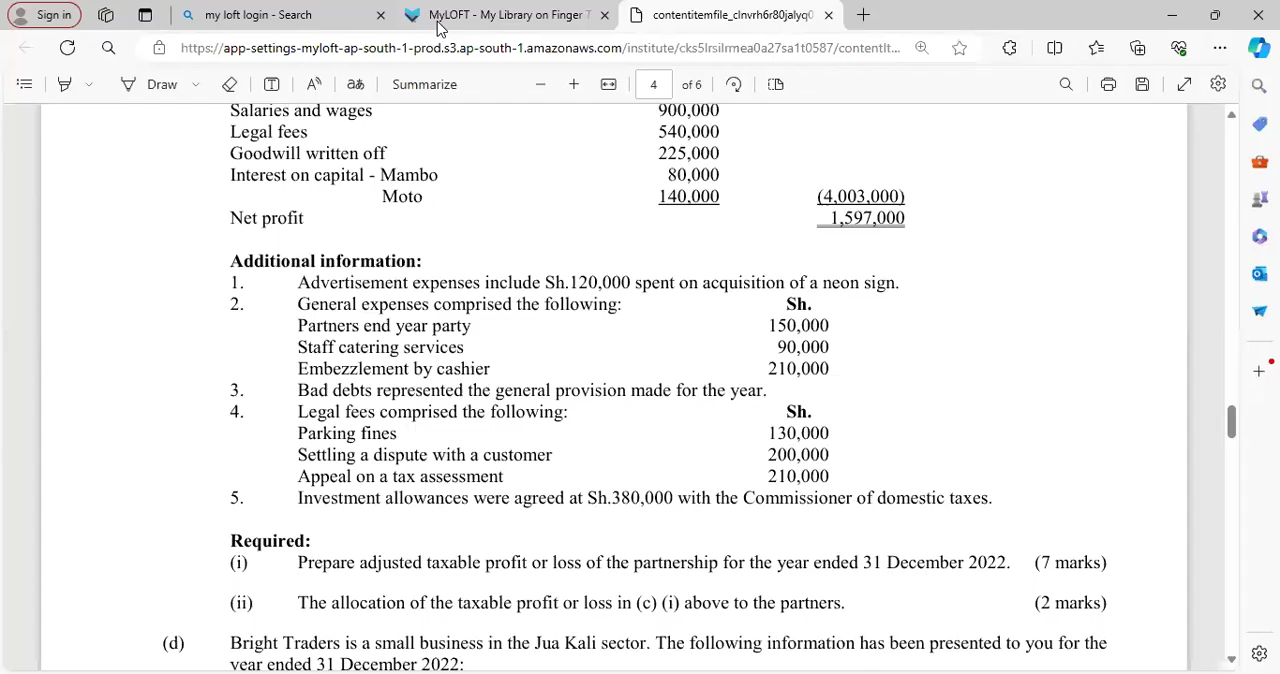 Sign in
my loft login - Search
MyLOFT - My Library on Finger T
contentitemfile_clnvrh6r80jalyq0
https://app-settings-myloft-ap-south-1-prod.s3.ap-south-1.amazonaws.com/institute/cks5lrsilrmea0a27sa1t0587/contentIt...
Draw
aあ
Summarize
4 of 6
Salaries and wages 900,000
Legal fees 540,000
Goodwill written off 225,000
Interest on capital - Mambo 80,000
Moto 140,000 (4,003,000)
Net profit 1,597,000
Additional information:
1. Advertisement expenses include Sh.120,000 spent on acquisition of a neon sign.
2. General expenses comprised the following: Sh.
Partners end year party 150,000
Staff catering services 90,000
Embezzlement by cashier 210,000
3. Bad debts represented the general provision made for the year.
4. Legal fees comprised the following: Sh.
Parking fines 130,000
Settling a dispute with a customer 200,000
Appeal on a tax assessment 210,000
5. Investment allowances were agreed at Sh.380,000 with the Commissioner of domestic taxes.
Required:
(i) Prepare adjusted taxable profit or loss of the partnership for the year ended 31 December 2022. (7 marks)
(ii) The allocation of the taxable profit or loss in (c) (i) above to the partners. (2 marks)
(d) Bright Traders is a small business in the Jua Kali sector. The following information has been presented to you for the
year ended 31 December 2022: